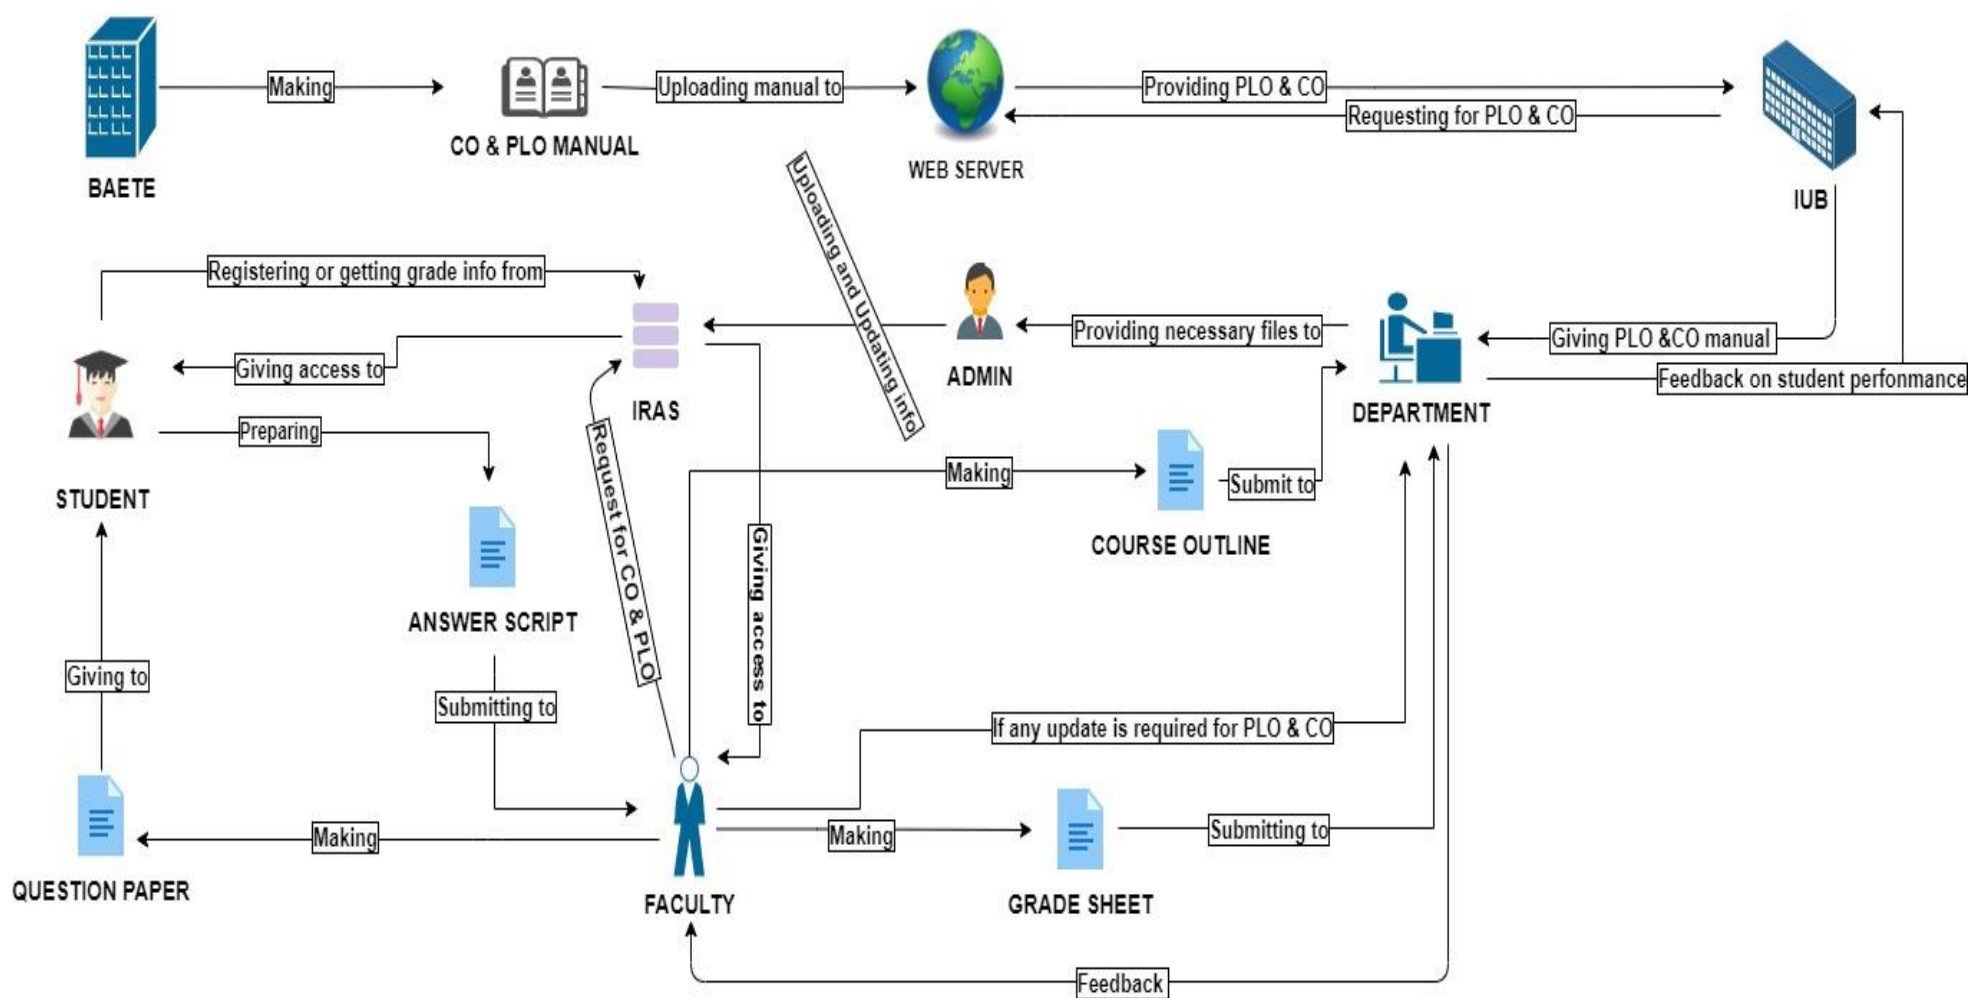 Making
Uploading manual to
Providing PLO & CO
Requesting for PLO & CO
CO & PLO MANUAL
WEB SERVER
BAETE
IUB
Uploading and Updating info
Registering or getting grade info from
Providing necessary files to
Giving PLO &CO manual
Giving access to
ADMIN
Feedback on student perfonmance
IRAS
DEPARTMENT
Preparing
Request for CO & PLO
Making
Submit to
STUDENT
Giving access to
COURSE OUTLINE
ANSWER SCRIPT
Giving to
Submitting to
If any update is required for PLO & CO
Making
Making
Submitting to
QUESTION PAPER
FACULTY
GRADE SHEET
Feedback